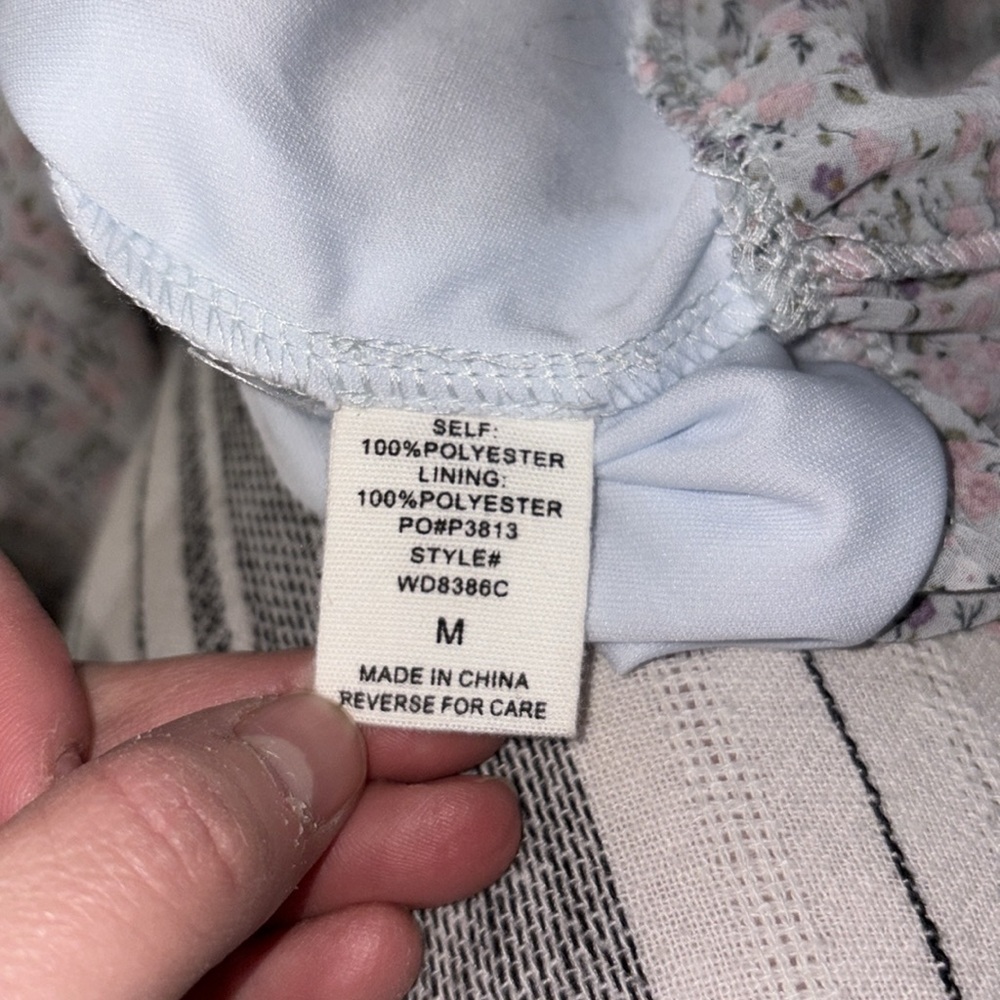 SELF:
100%POLYESTER
LINING:
100%POLYESTER
PO#P3813
STYLE#
WD8386C
M
MADE IN CHINA
REVERSE FOR CARE